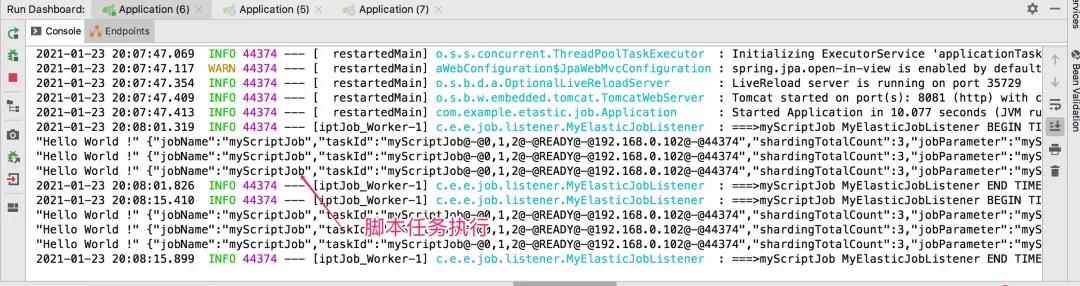 Run Dashboard: Application (6) × Application (5) × Application (7) ×
Console Endpoints
2021-01-23 20:07:47.069 INFO 44374 --- [ restartedMain] o.s.s.concurrent.ThreadPoolTaskExecutor : Initializing ExecutorService 'applicationTask
2021-01-23 20:07:47.117 WARN 44374 --- [ restartedMain] aWebConfiguration$JpaWebMvcConfiguration : spring.jpa.open-in-view is enabled by default
2021-01-23 20:07:47.354 INFO 44374 --- [ restartedMain] o.s.b.d.a.OptionalLiveReloadServer : LiveReload server is running on port 35729
2021-01-23 20:07:47.409 INFO 44374 --- [ restartedMain] o.s.b.w.embedded.tomcat.TomcatWebServer : Tomcat started on port(s): 8081 (http) with c
2021-01-23 20:07:47.413 INFO 44374 --- [ restartedMain] com.example.etastic.job.Application : Started Application in 10.077 seconds (JVM ru
2021-01-23 20:08:01.319 INFO 44374 --- [iptJob_Worker-1] c.e.e.job.listener.MyElasticJobListener : ===>myScriptJob MyElasticJobListener BEGIN TI
"Hello World !" {"jobName":"myScriptJob","taskId":"myScriptJob@-@0,1,2@-@READY@-@192.168.0.102@-@44374","shardingTotalCount":3,"jobParameter":"myS
"Hello World !" {"jobName":"myScriptJob","taskId":"myScriptJob@-@0,1,2@-@READY@-@192.168.0.102@-@44374","shardingTotalCount":3,"jobParameter":"myS
"Hello World !" {"jobName":"myScriptJob","taskId":"myScriptJob@-@0,1,2@-@READY@-@192.168.0.102@-@44374","shardingTotalCount":3,"jobParameter":"myS
2021-01-23 20:08:01.826 INFO 44374 --- [iptJob_Worker-1] c.e.e.job.listener.MyElasticJobListener : ===>myScriptJob MyElasticJobListener END TIME
2021-01-23 20:08:15.410 INFO 44374 --- [iptJob_Worker-1] c.e.e.job.listener.MyElasticJobListener : ===>myScriptJob MyElasticJobListener BEGIN TI
"Hello World !" {"jobName":"myScriptJob","taskId":"myScriptJob@-@0,1,2@-@READY@-@192.168.0.102@-@44374","shardingTotalCount":3,"jobParameter":"myS
"Hello World !" {"jobName":"myScriptJob","taskId":"myScriptJob@-@0,1,2@-@READY@-@192.168.0.102@-@44374","shardingTotalCount":3,"jobParameter":"myS
脚本任务执行
"Hello World !" {"jobName":"myScriptJob","taskId":"myScriptJob@-@0,1,2@-@READY@-@192.168.0.102@-@44374","shardingTotalCount":3,"jobParameter":"myS
2021-01-23 20:08:15.899 INFO 44374 --- [iptJob_Worker-1] c.e.e.job.listener.MyElasticJobListener : ===>myScriptJob MyElasticJobListener END TIME
Bean Validation